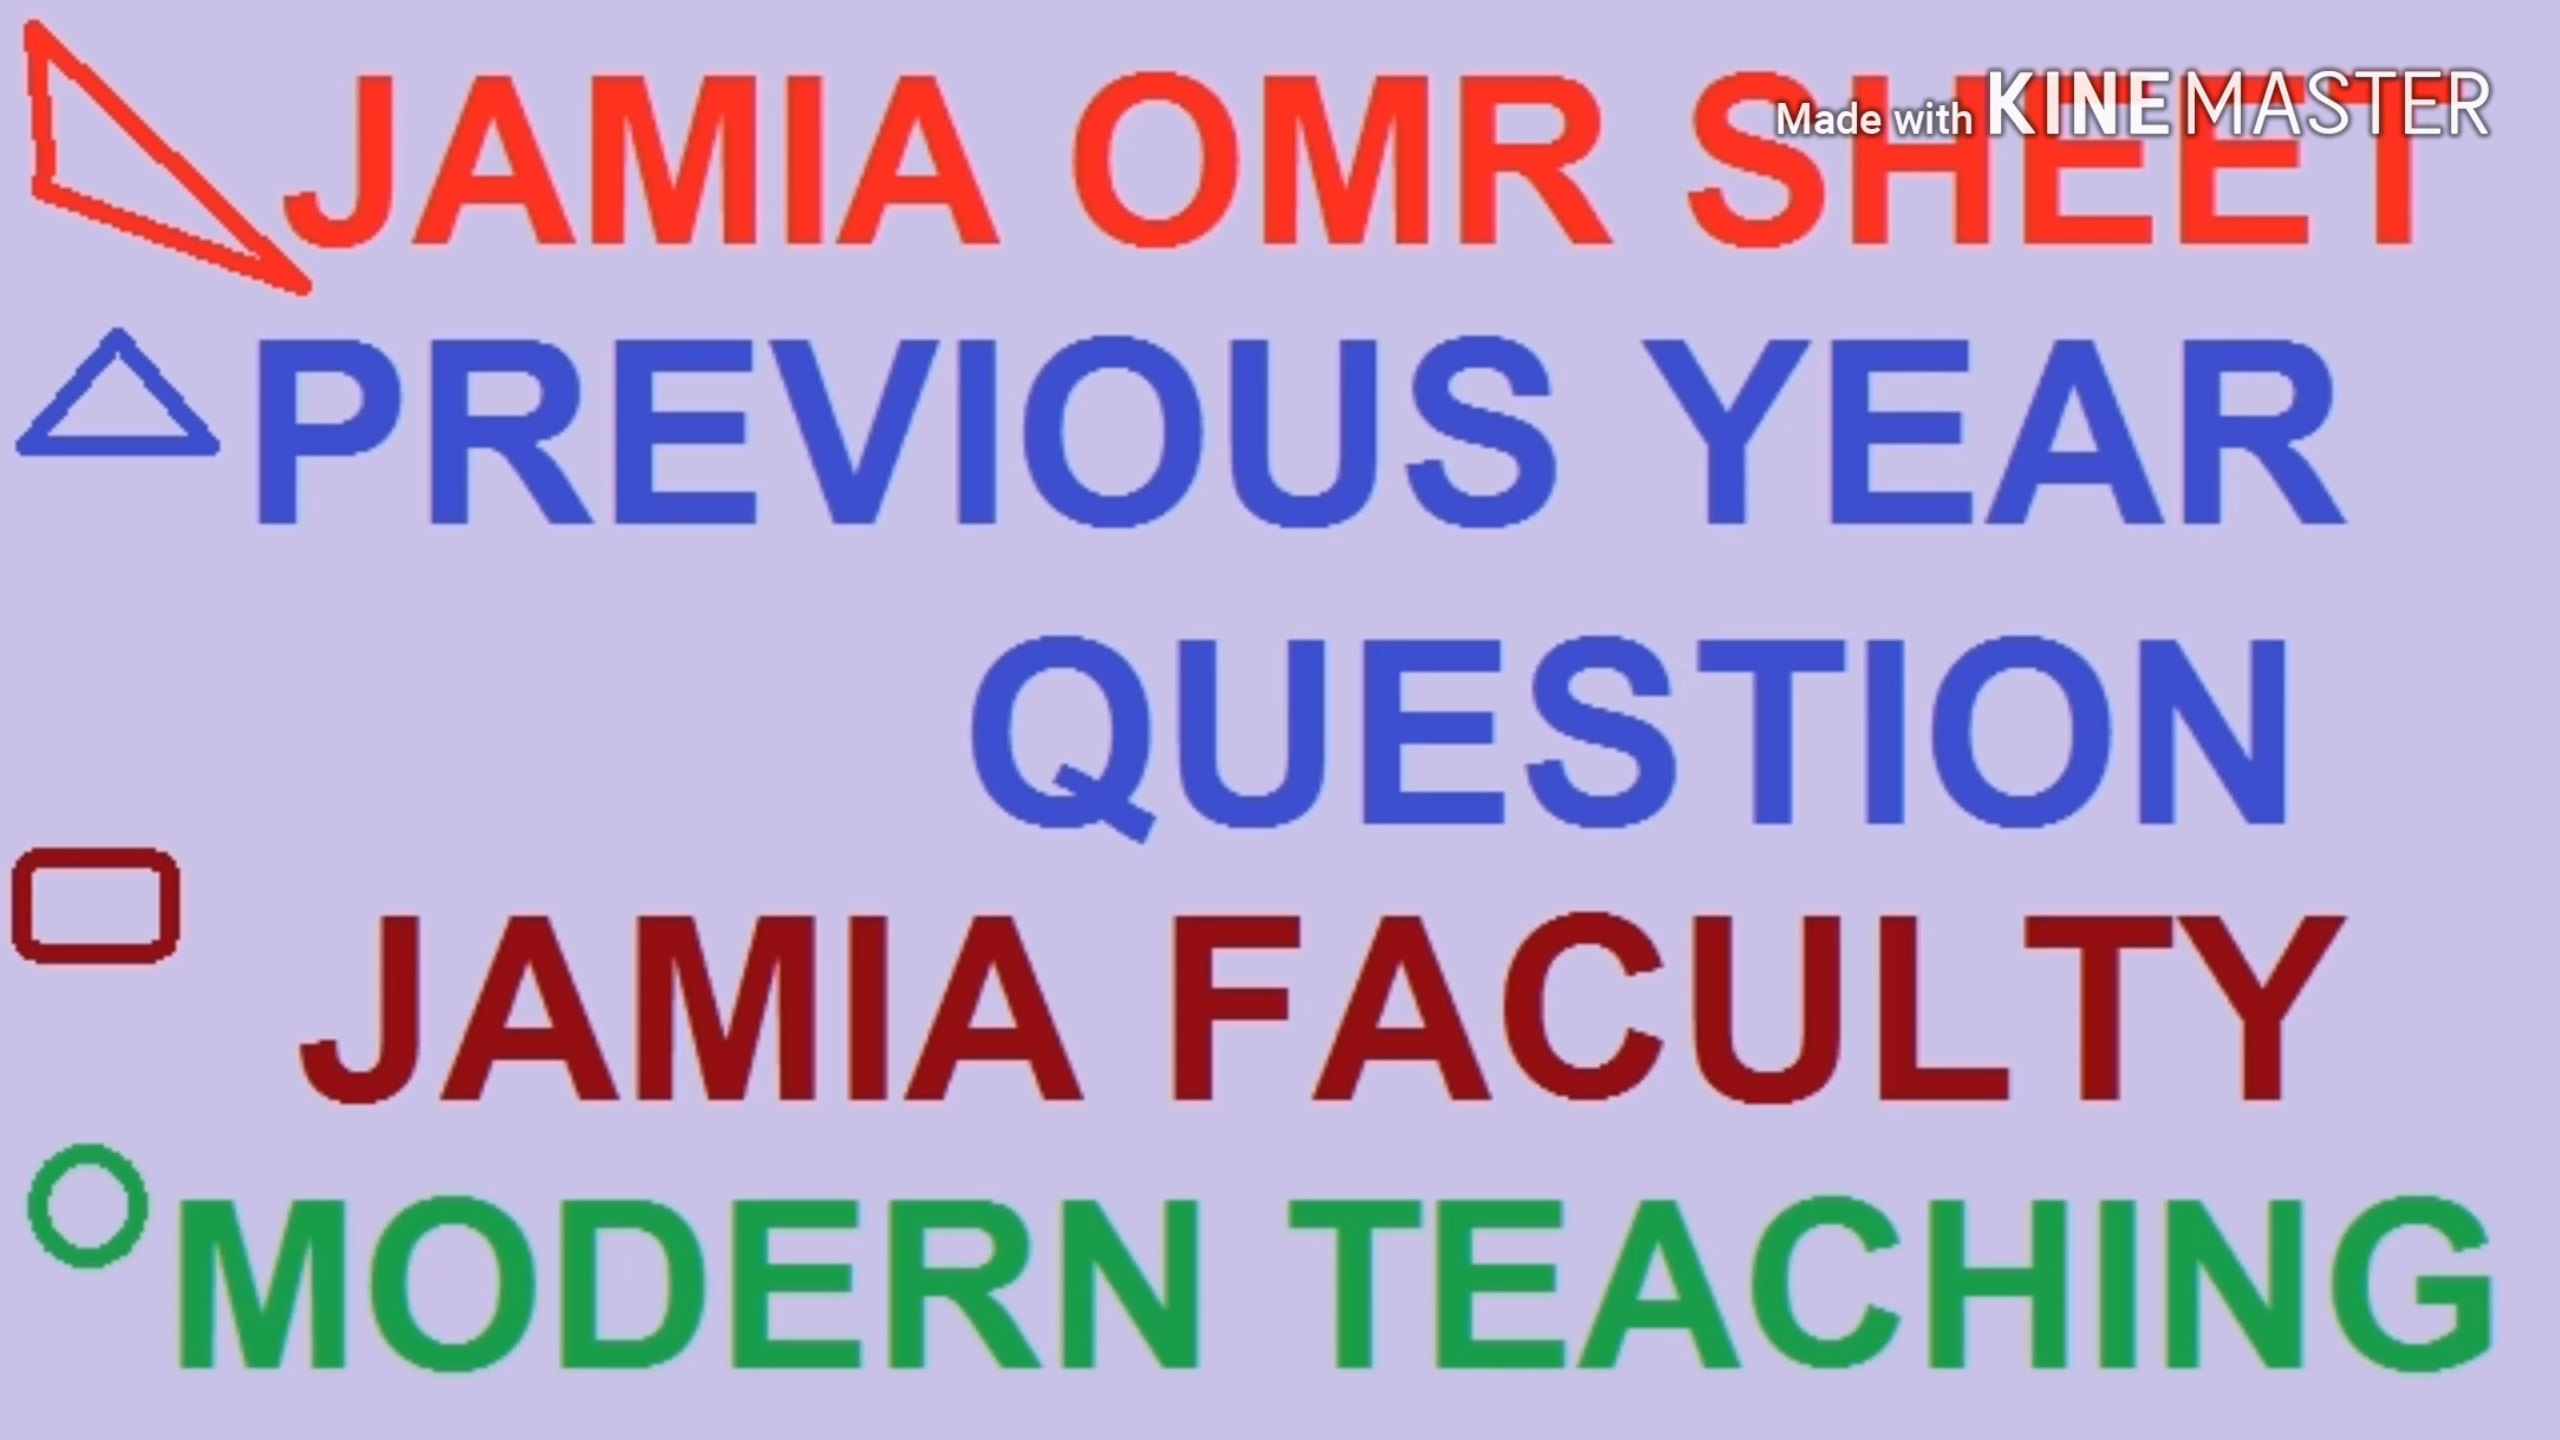 JAMIA OMR SHEET
Made with KINEMASTER
PREVIOUS YEAR
QUESTION
JAMIA FACULTY
MODERN TEACHING